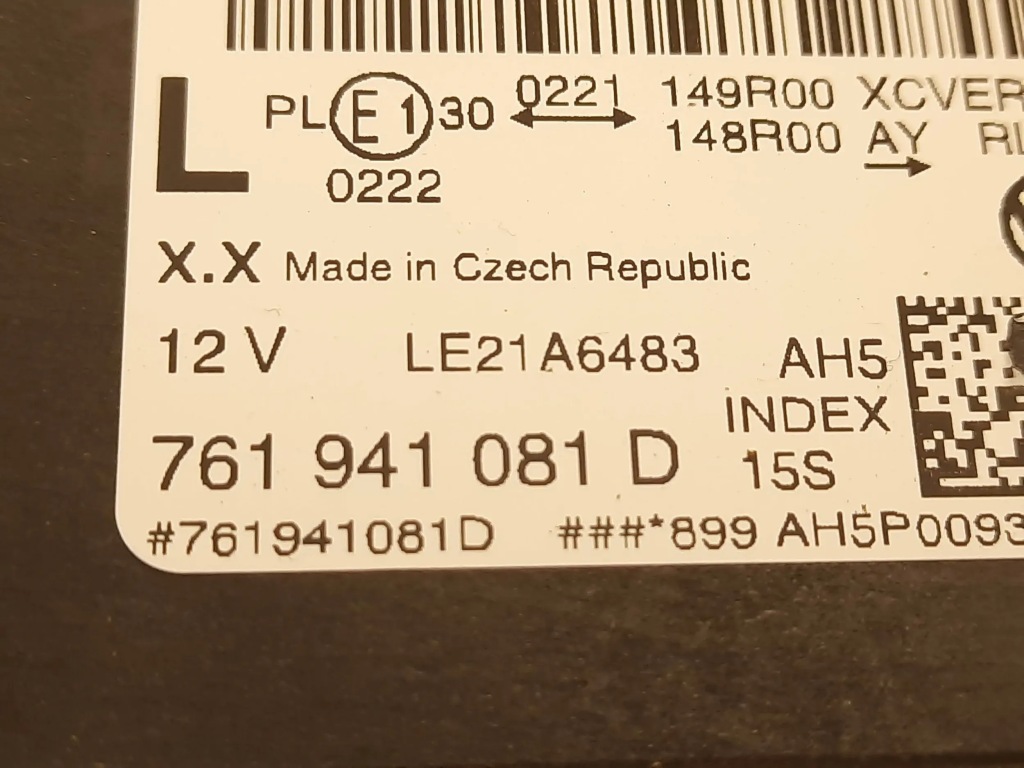 L PL E1 30 0221 149R00 XCVER
0222 148R00 AY
X.X Made in Czech Republic
12 V LE21A6483 AH5
INDEX
761 941 081 D 15S
#761941081D ###*899 AH5P0093